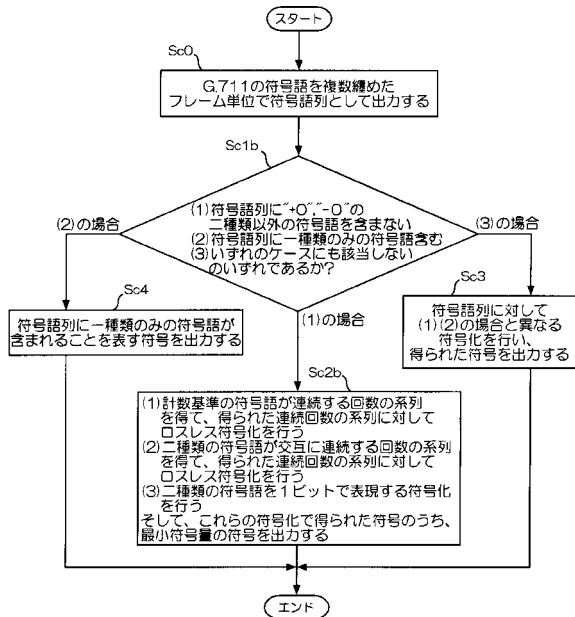 スタート
Sc0
G.711の符号語を複数纏めた
フレーム単位で符号語列として出力する
Sc1b
(1)符号語列に"+0","-0"の
二種類以外の符号語を含まない
(2)符号語列に一種類のみの符号語含む
(3)いずれのケースにも該当しない
のいずれであるか?
(2)の場合
(3)の場合
Sc4
符号語列に一種類のみの符号語が
含まれることを表す符号を出力する
(1)の場合
Sc3
符号語列に対して
(1)(2)の場合と異なる
符号化を行い、
得られた符号を出力する
Sc2b
(1)計数基準の符号語が連続する回数の系列
を得て、得られた連続回数の系列に対して
ロスレス符号化を行う
(2)二種類の符号語が交互に連続する回数の系列
を得て、得られた連続回数の系列に対して
ロスレス符号化を行う
(3)二種類の符号語を1ビットで表現する符号化
を行う
そして、これらの符号化で得られた符号のうち、
最小符号量の符号を出力する
エンド